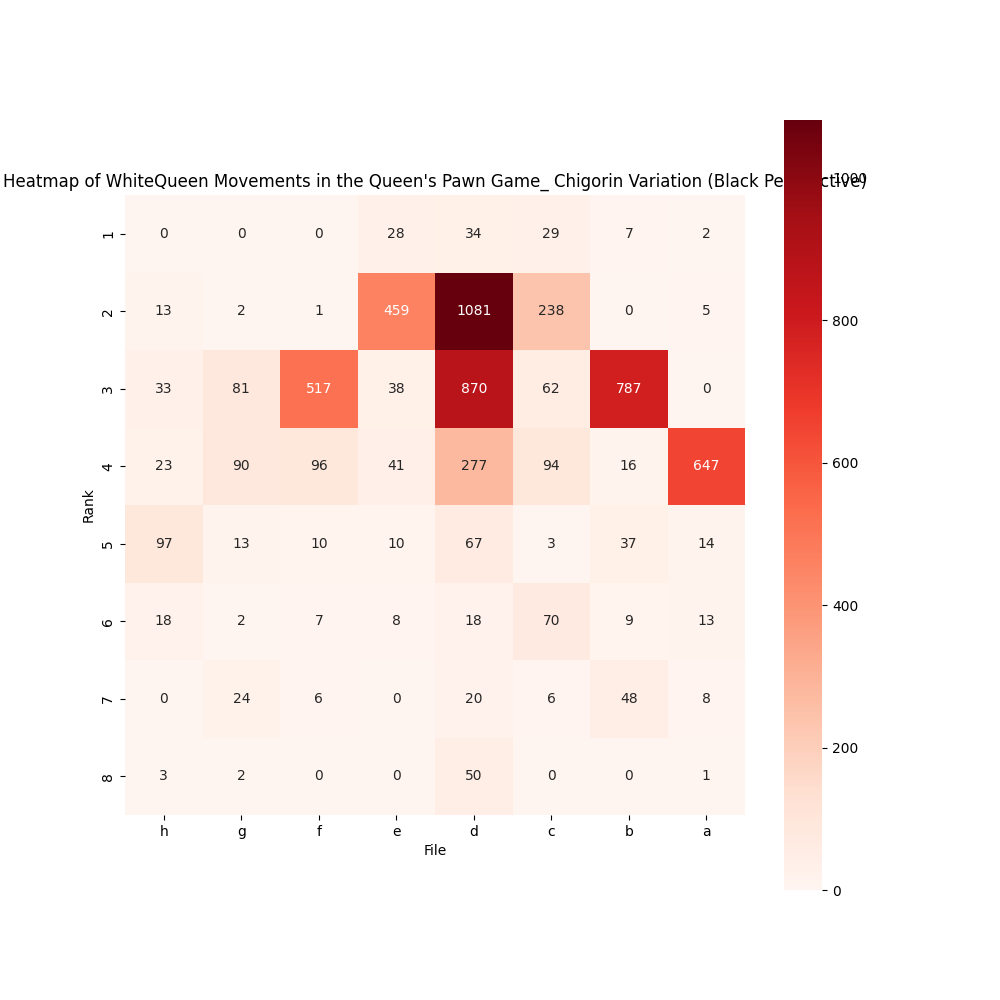 Heatmap of WhiteQueen Movements in the Queen's Pawn Game_ Chigorin Variation (Black Perspective)
1000
1 0 0 0 28 34 29 7 2
2 13 2 1 459 1081 238 0 5
800
3 33 81 517 38 870 62 787 0
600
4 23 90 96 41 277 94 16 647
Rank
5 97 13 10 10 67 3 37 14
400
6 18 2 7 8 18 70 9 13
7 0 24 6 0 20 6 48 8
200
8 3 2 0 0 50 0 0 1
h g f e d c b a
File
0